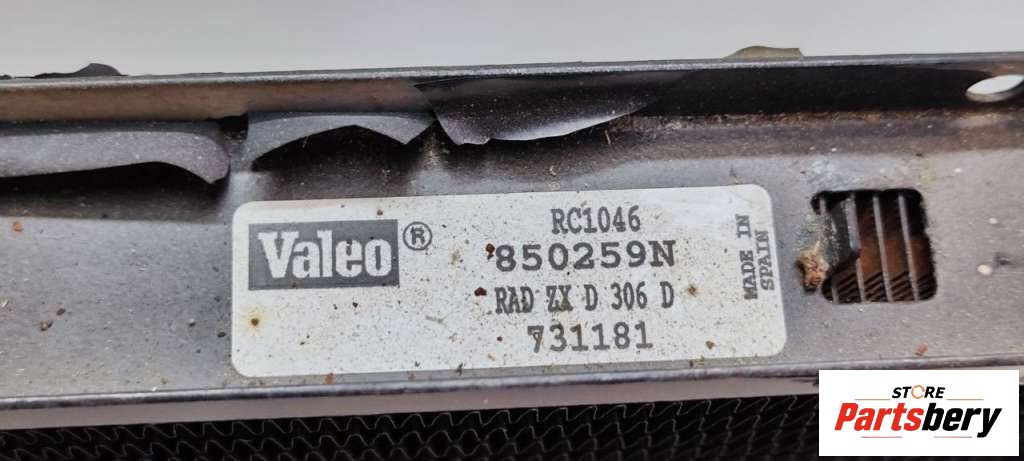 Valeo®
RC1046
850259N
RAD ZX D 306 D
731181
MADE IN
SPAIN
STORE
Partsbery